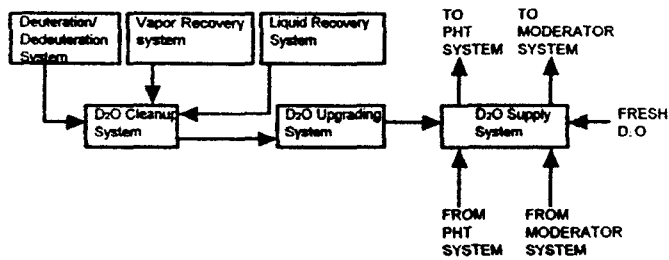 Deuteration/
Dedeuteration
System
Vapor Recovery
system
Liquid Recovery
System
TO
PHT
SYSTEM
TO
MODERATOR
SYSTEM
D2O Cleanup
System
D2O Upgrading
System
D2O Supply
System
FRESH
D2O
FROM
PHT
SYSTEM
FROM
MODERATOR
SYSTEM